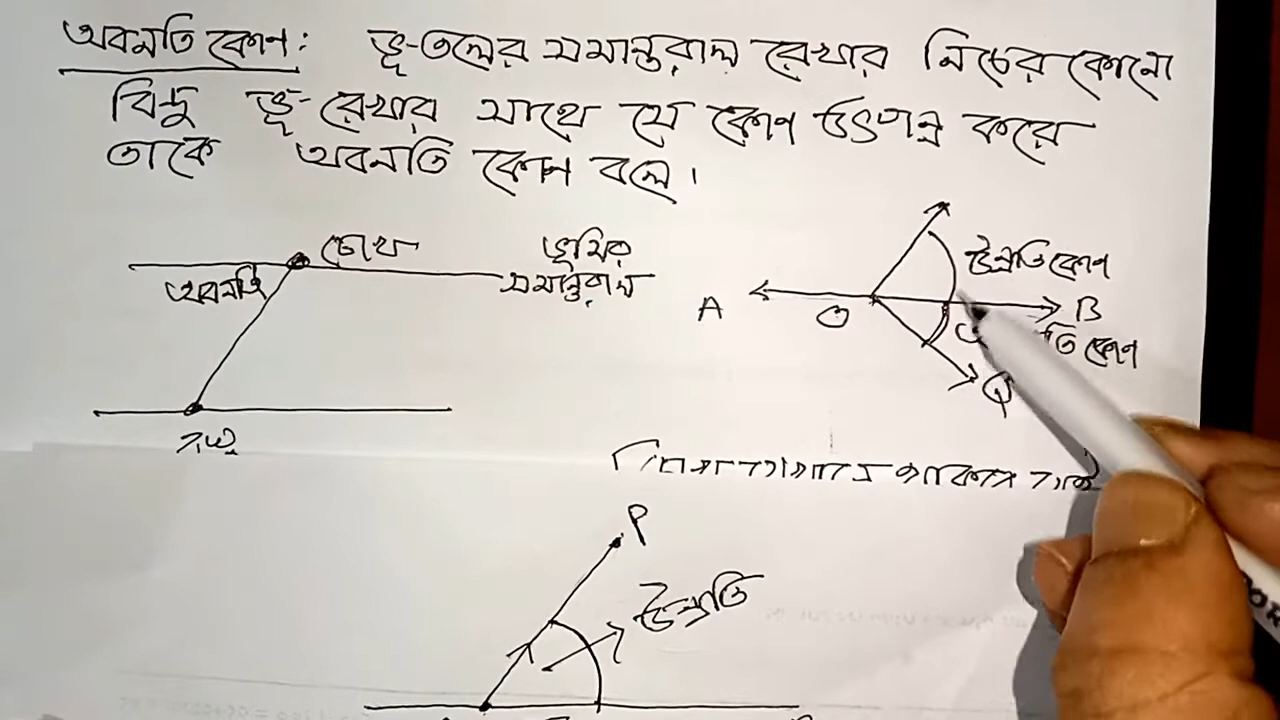 অবনতি কোণ: ভূ-তলের সমান্তরাল রেখার নিচের কোনো
বিন্দু ভূ-রেখার সাথে যে কোণ উৎপন্ন করে
তাকে অবনতি কোণ বলে।
চোখ ভূমির
সমান্তরাল
অবনতি
উন্নতি কোণ
A O B
তি কোণ
Q
P
উন্নতি